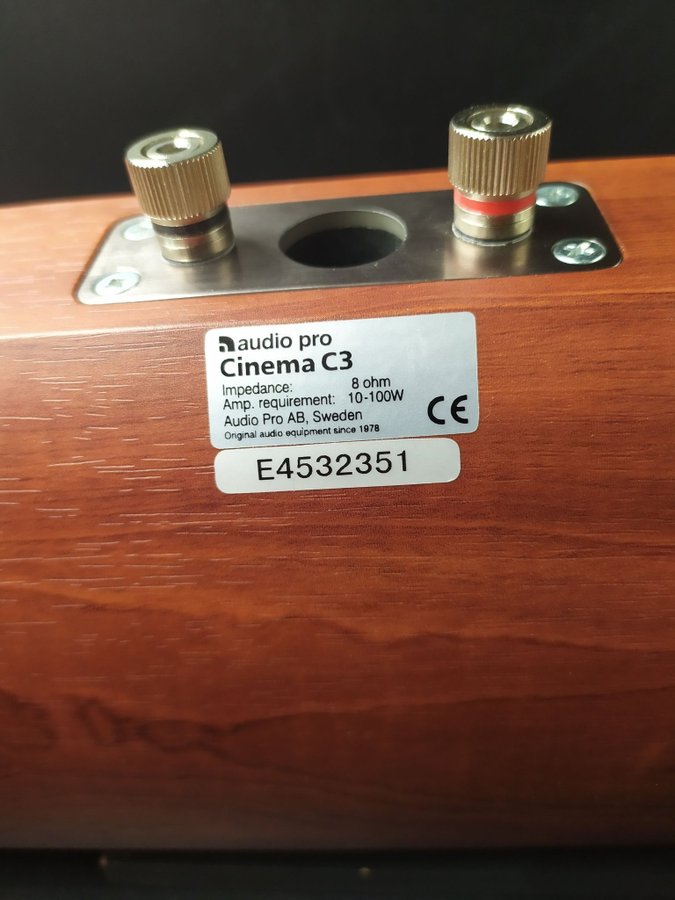 audio pro
Cinema C3
Impedance: 8 ohm
Amp. requirement: 10-100W
Audio Pro AB, Sweden
Original audio equipment since 1978
CE
E4532351